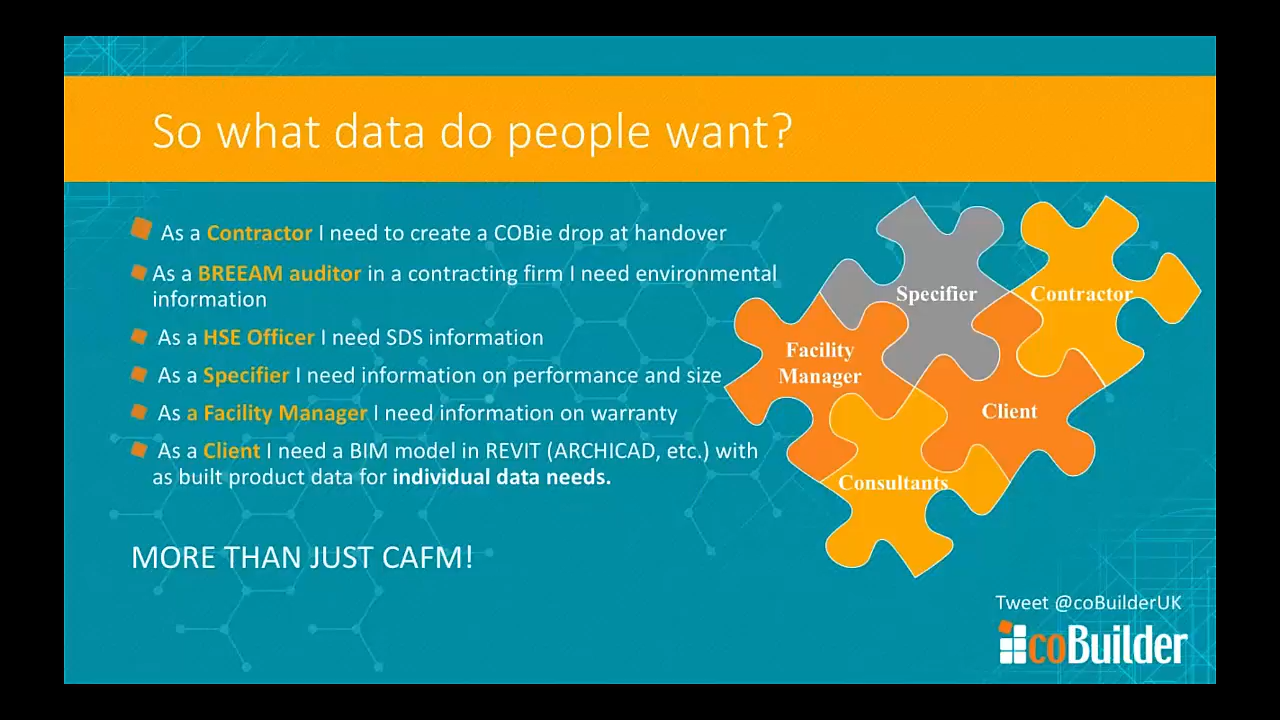 So what data do people want?
As a Contractor I need to create a COBie drop at handover
As a BREEAM auditor in a contracting firm I need environmental
information
As a HSE Officer I need SDS information
As a Specifier I need information on performance and size
As a Facility Manager I need information on warranty
As a Client I need a BIM model in REVIT (ARCHICAD, etc.) with
as built product data for individual data needs.
MORE THAN JUST CAFM!
Specifier
Contractor
Facility
Manager
Client
Consultants
Tweet @coBuilderUK
coBuilder